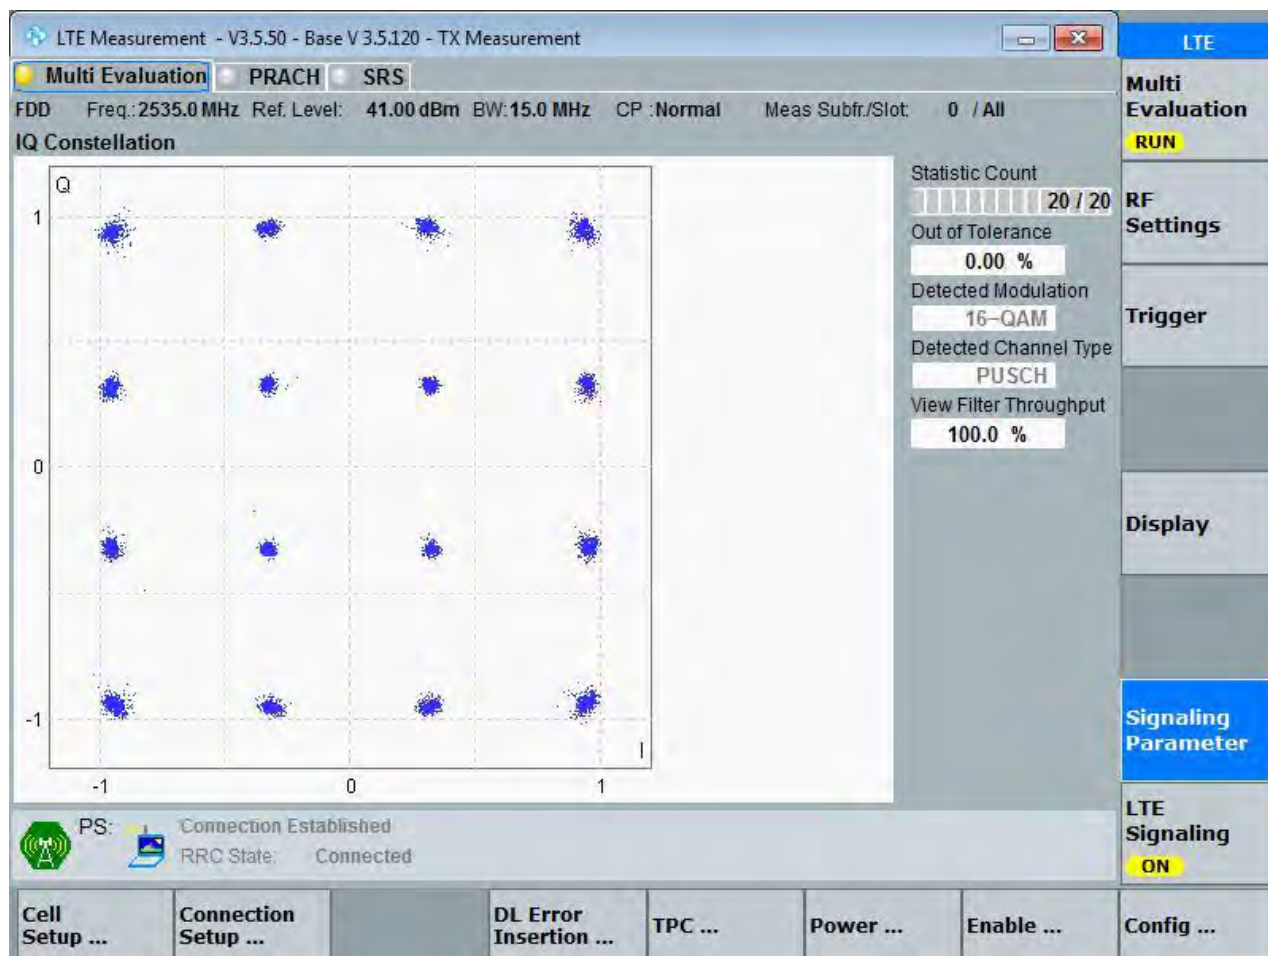 LTE Measurement - V3.5.50 - Base V 3.5.120 - TX Measurement
LTE
Multi Evaluation PRACH SRS
FDD Freq.:2535.0 MHz Ref. Level: 41.00 dBm BW:15.0 MHz CP :Normal Meas Subfr./Slot: 0 / All
IQ Constellation
Q
1
0
-1
I
-1 0 1
Statistic Count
20 / 20
Out of Tolerance
0.00 %
Detected Modulation
16-QAM
Detected Channel Type
PUSCH
View Filter Throughput
100.0 %
Multi
Evaluation
RUN
RF
Settings
Trigger
Display
Signaling
Parameter
LTE
Signaling
ON
PS: Connection Established
RRC State: Connected
Cell
Setup ...
Connection
Setup ...
DL Error
Insertion ...
TPC ...
Power ...
Enable ...
Config ...